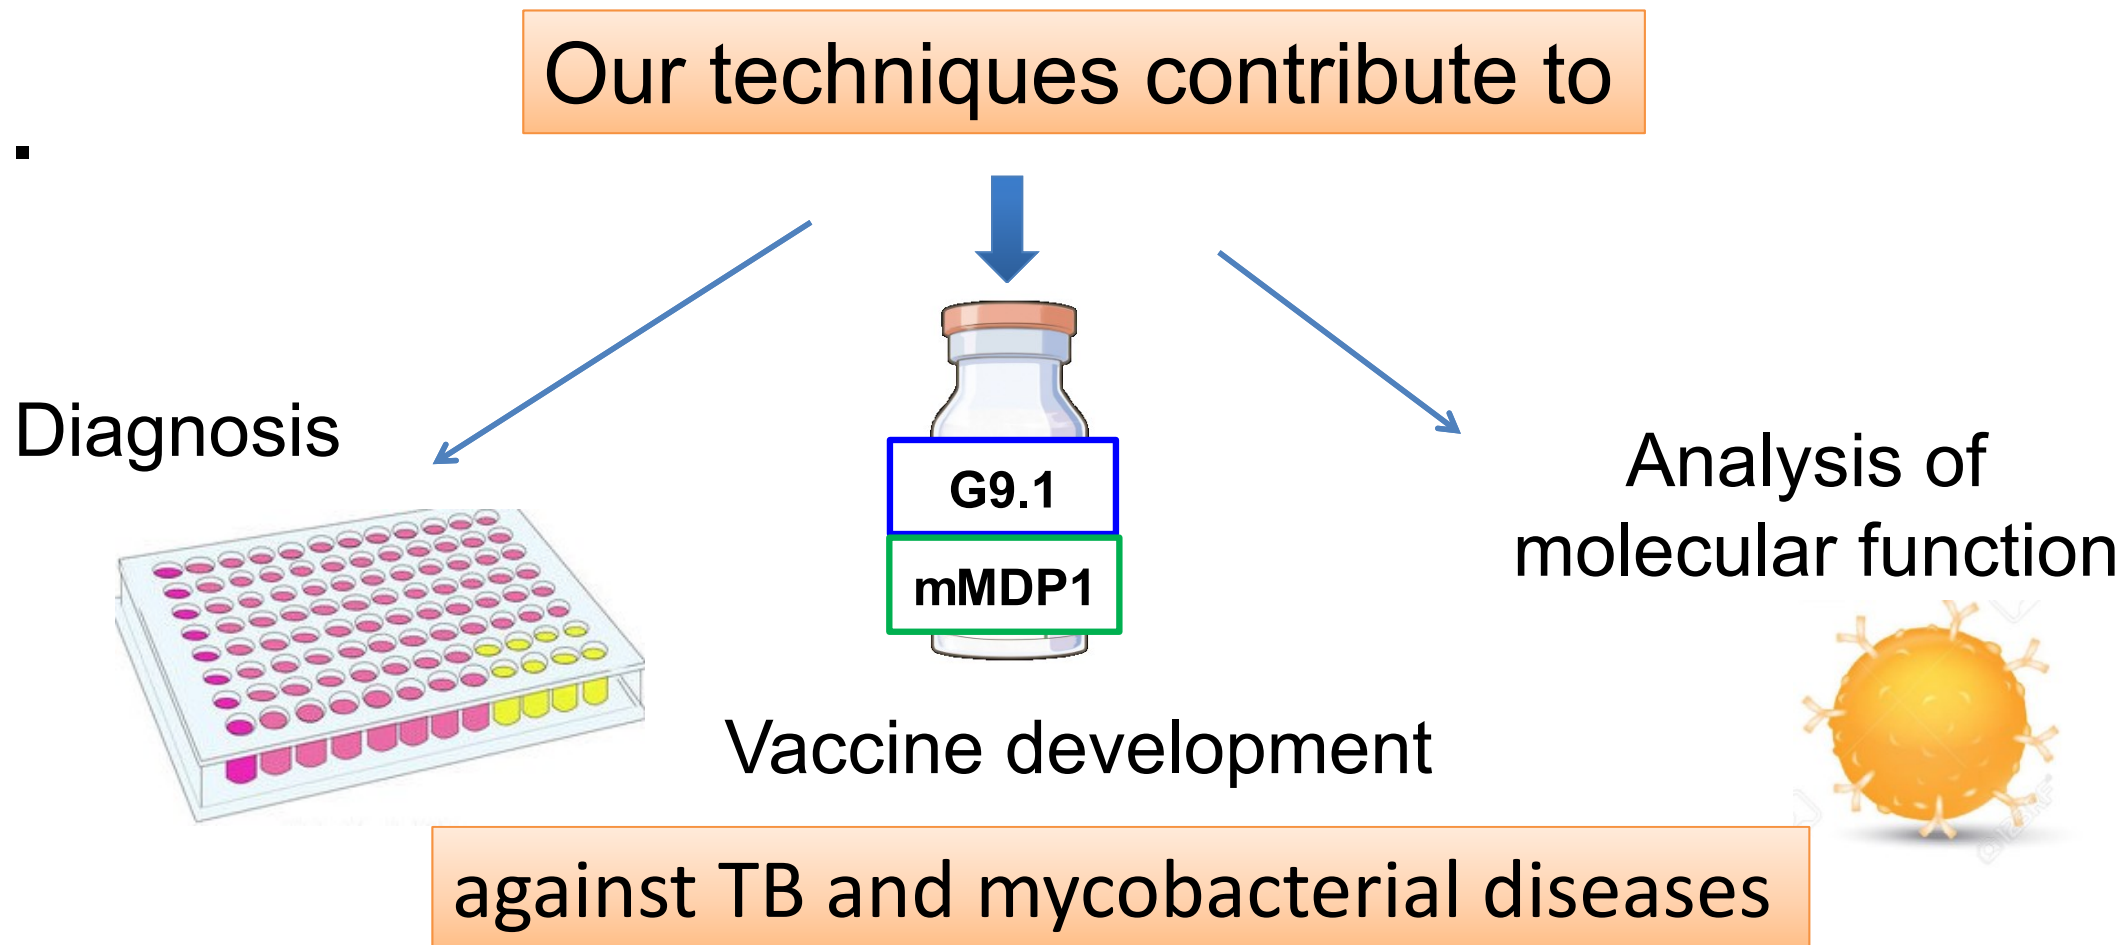 Our techniques contribute to
Diagnosis
G9.1
mMDP1
Analysis of
molecular function
Vaccine development
against TB and mycobacterial diseases